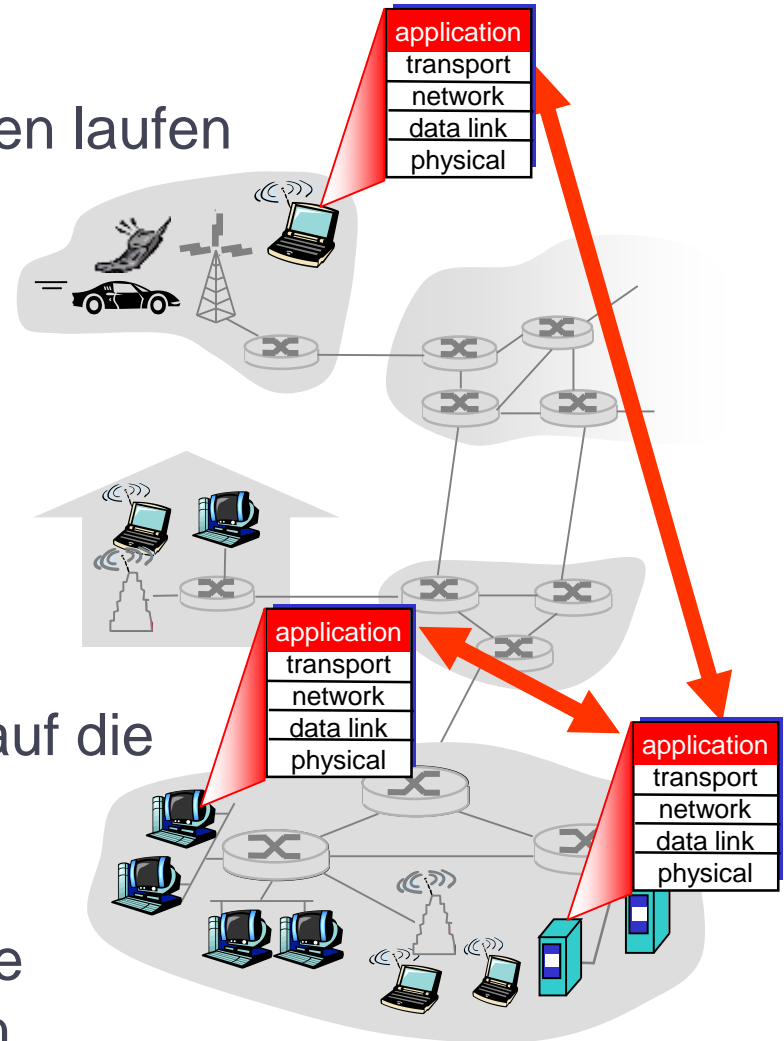 application
transport
network
data link
physical
en laufen
application
transport
network
data link
physical
auf die
application
transport
network
data link
physical
e